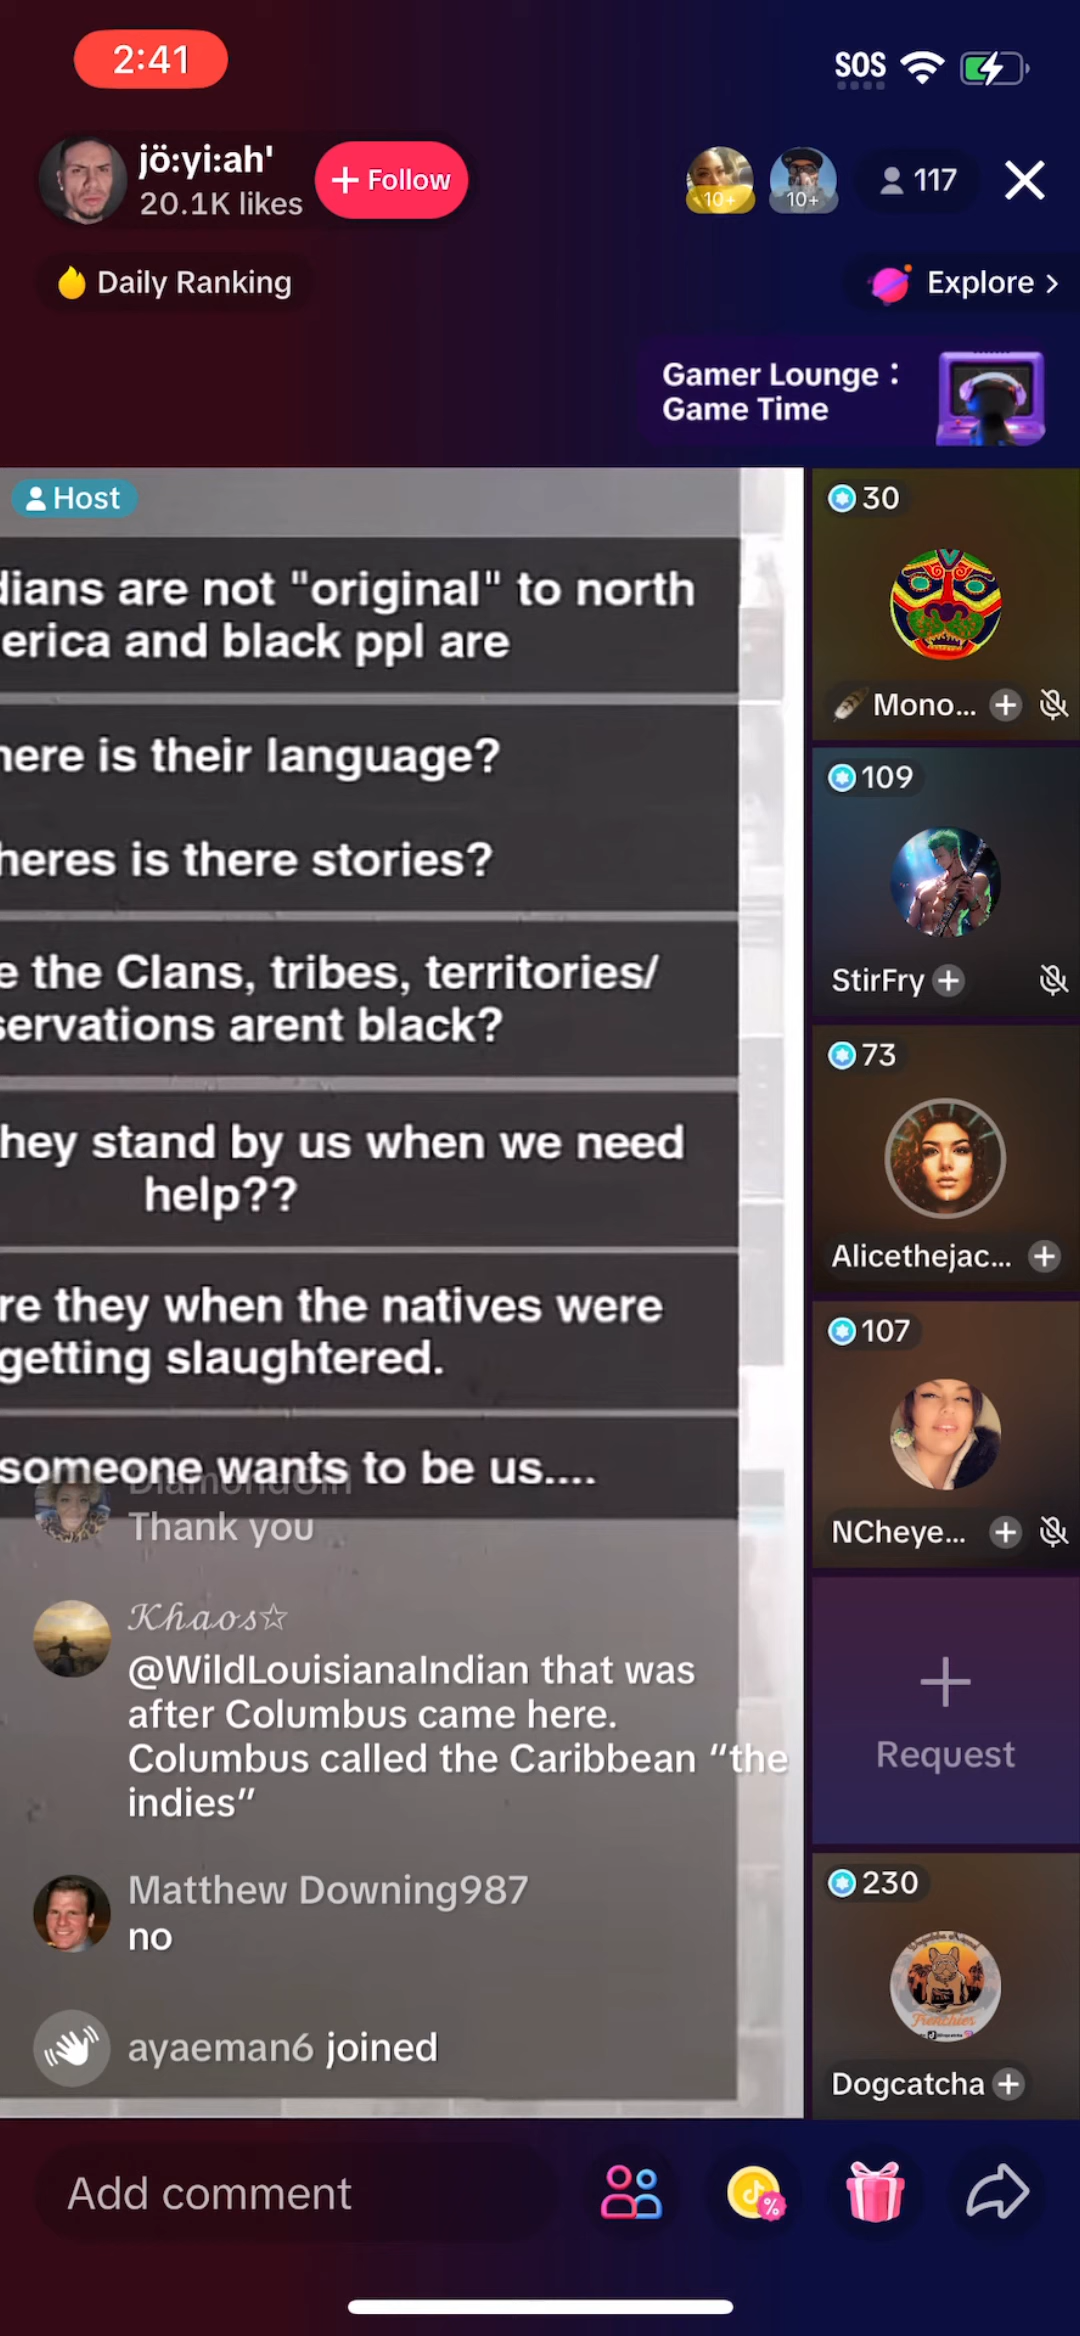 2:41
SOS
jö:yi:ah'
20.1K likes
+ Follow
10+
10+
117
Daily Ranking
Explore >
Gamer Lounge :
Game Time
Host
dians are not "original" to north
erica and black ppl are
here is their language?
heres is there stories?
e the Clans, tribes, territories/
servations arent black?
hey stand by us when we need
help??
re they when the natives were
getting slaughtered.
someone wants to be us....
DiamondGirl
Thank you
Khaos☆
@WildLouisianaIndian that was
after Columbus came here.
Columbus called the Caribbean “the
indies”
Matthew Downing987
no
ayaeman6 joined
30
Mono...
109
StirFry
73
Alicethejac...
107
NCheye...
Request
230
Frenchies
Dogcatcha
Add comment